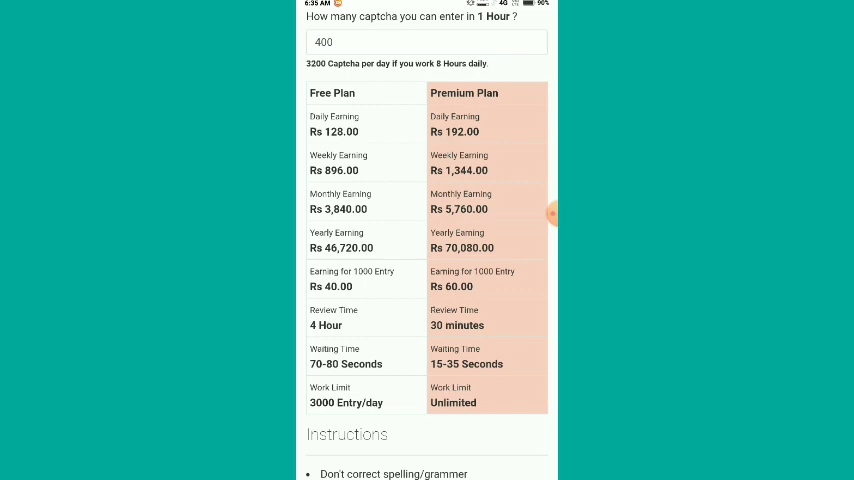 6:35 AM 4G 90%
How many captcha you can enter in 1 Hour ?
400
3200 Captcha per day if you work 8 Hours daily.
Free Plan Premium Plan
Daily Earning Daily Earning
Rs 128.00 Rs 192.00
Weekly Earning Weekly Earning
Rs 896.00 Rs 1,344.00
Monthly Earning Monthly Earning
Rs 3,840.00 Rs 5,760.00
Yearly Earning Yearly Earning
Rs 46,720.00 Rs 70,080.00
Earning for 1000 Entry Earning for 1000 Entry
Rs 40.00 Rs 60.00
Review Time Review Time
4 Hour 30 minutes
Waiting Time Waiting Time
70-80 Seconds 15-35 Seconds
Work Limit Work Limit
3000 Entry/day Unlimited
Instructions
• Don't correct spelling/grammer